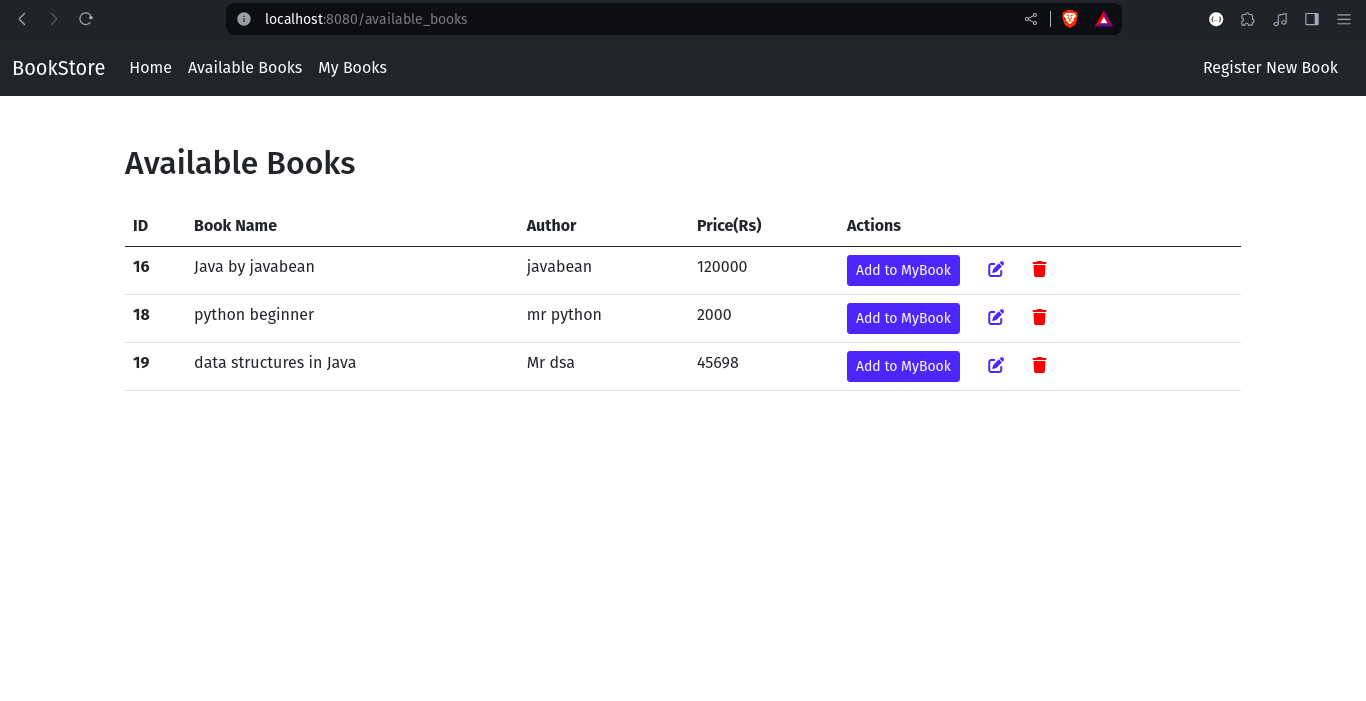 localhost:8080/available_books
BookStore Home Available Books My Books Register New Book
Available Books
ID Book Name Author Price(Rs) Actions
16 Java by javabean javabean 120000 Add to MyBook
18 python beginner mr python 2000 Add to MyBook
19 data structures in Java Mr dsa 45698 Add to MyBook